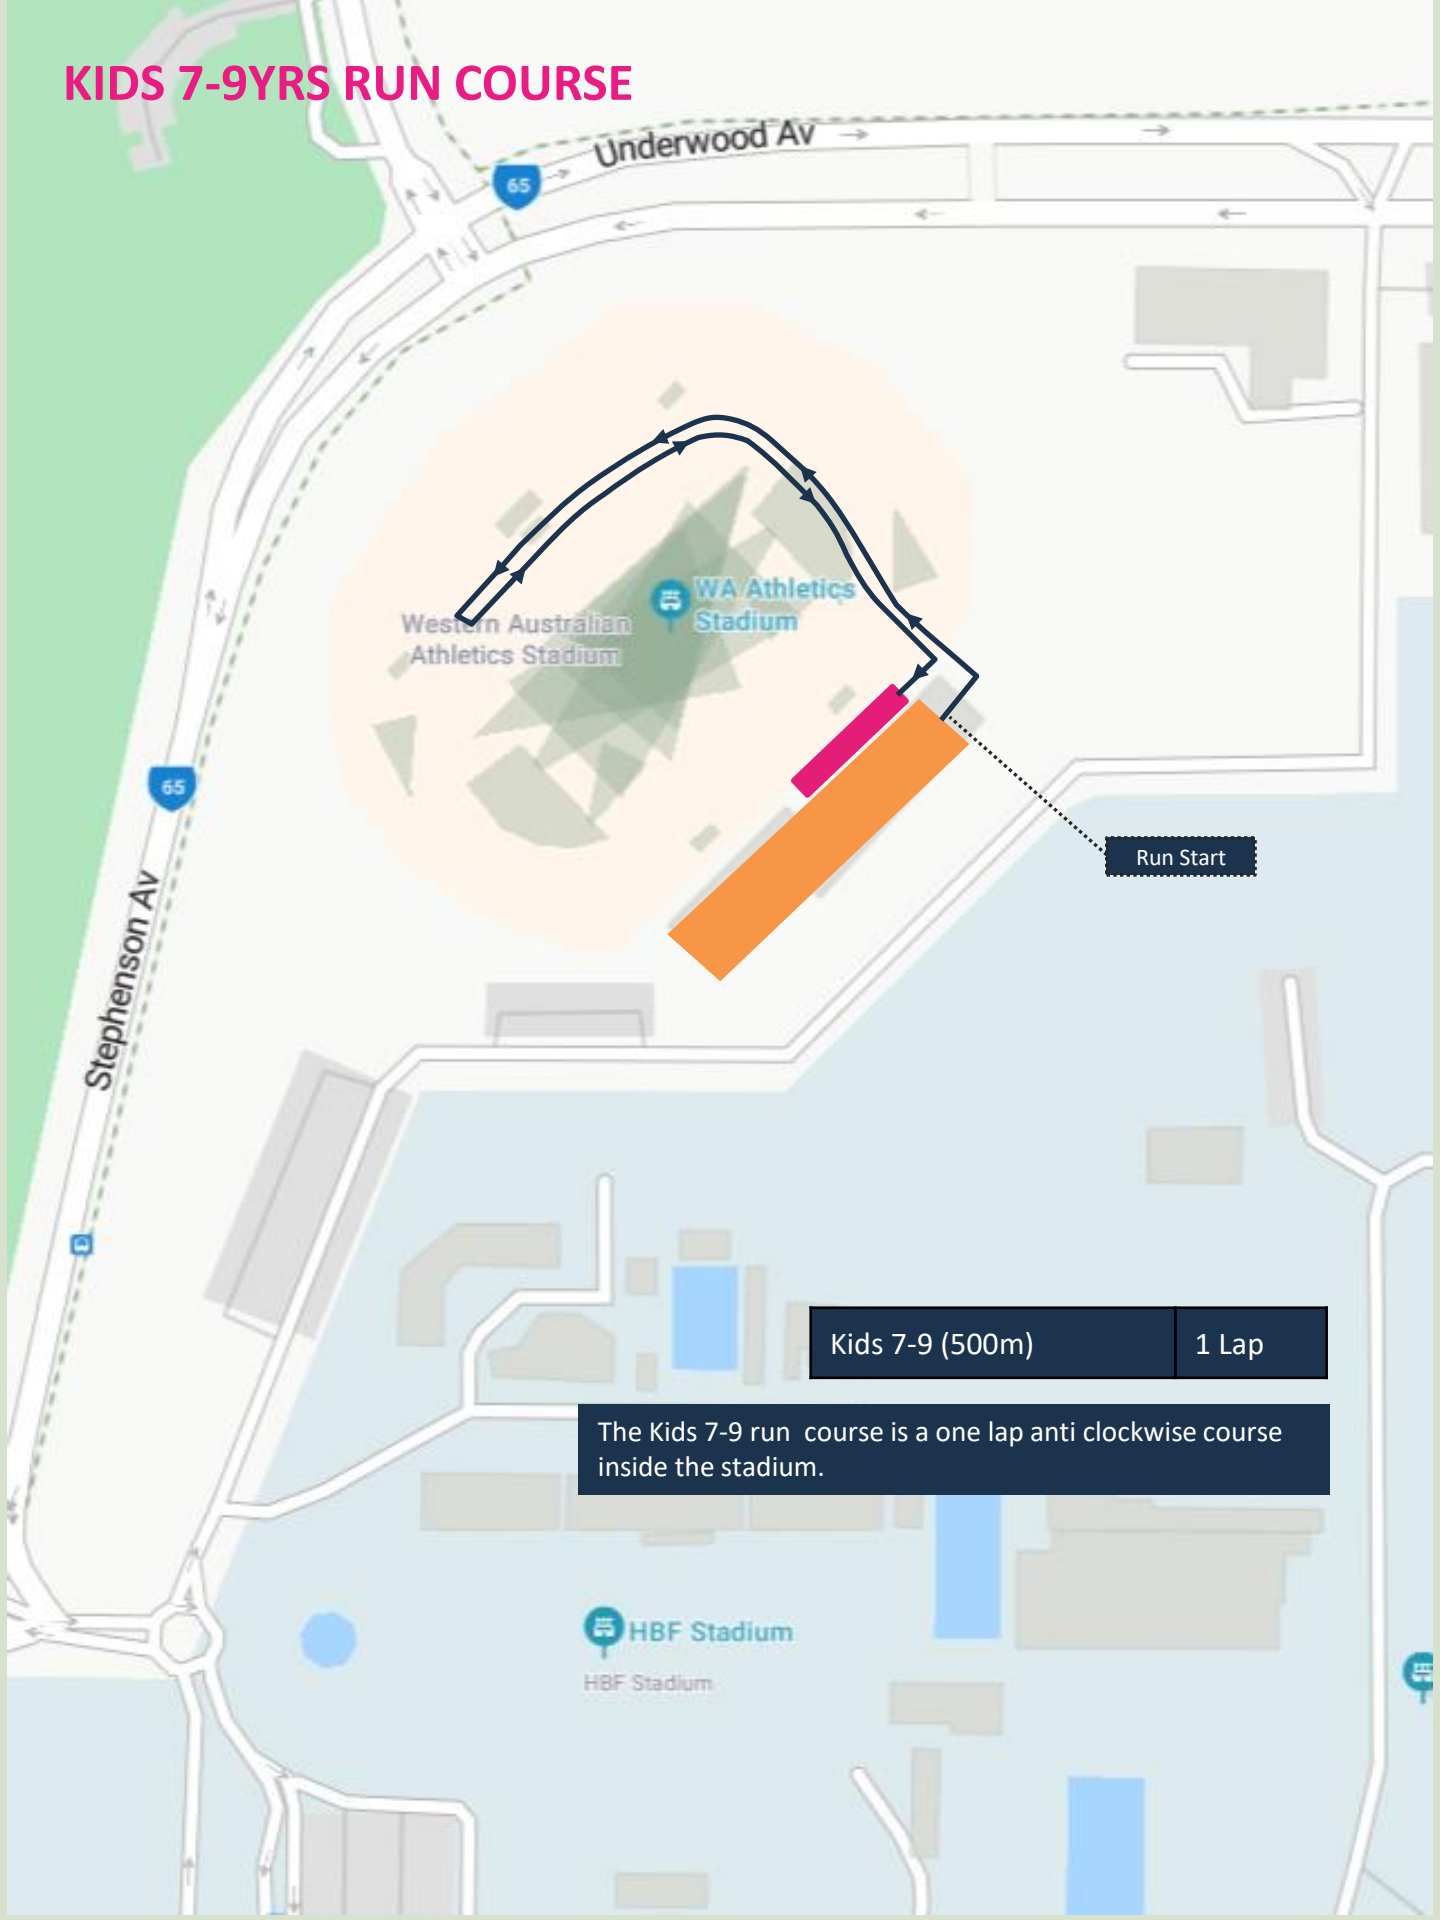 KIDS 7-9YRS RUN COURSE
Underwood Av
65
WA Athletics
Stadium
Western Australian
Athletics Stadium
65
Run Start
Stephenson Av
Kids 7-9 (500m) 1 Lap
The Kids 7-9 run  course is a one lap anti clockwise course
inside the stadium.
HBF Stadium
HBF Stadium